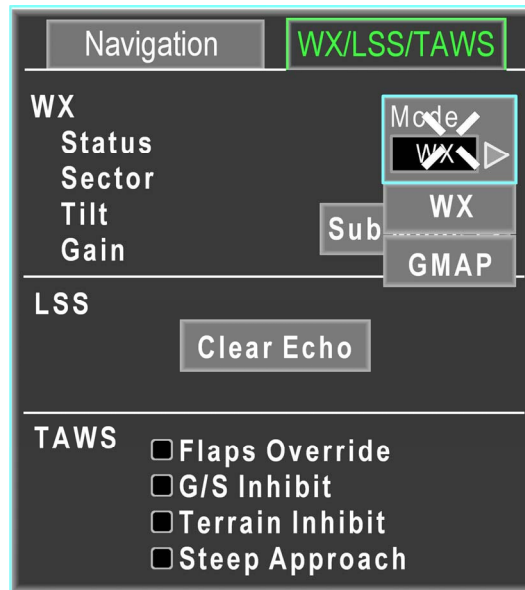 Navigation WX/LSS/TAWS
WX Mode
Status WX
Sector
Tilt WX
Gain Sub
GMAP
LSS
Clear Echo
TAWS Flaps Override
G/S Inhibit
Terrain Inhibit
Steep Approach